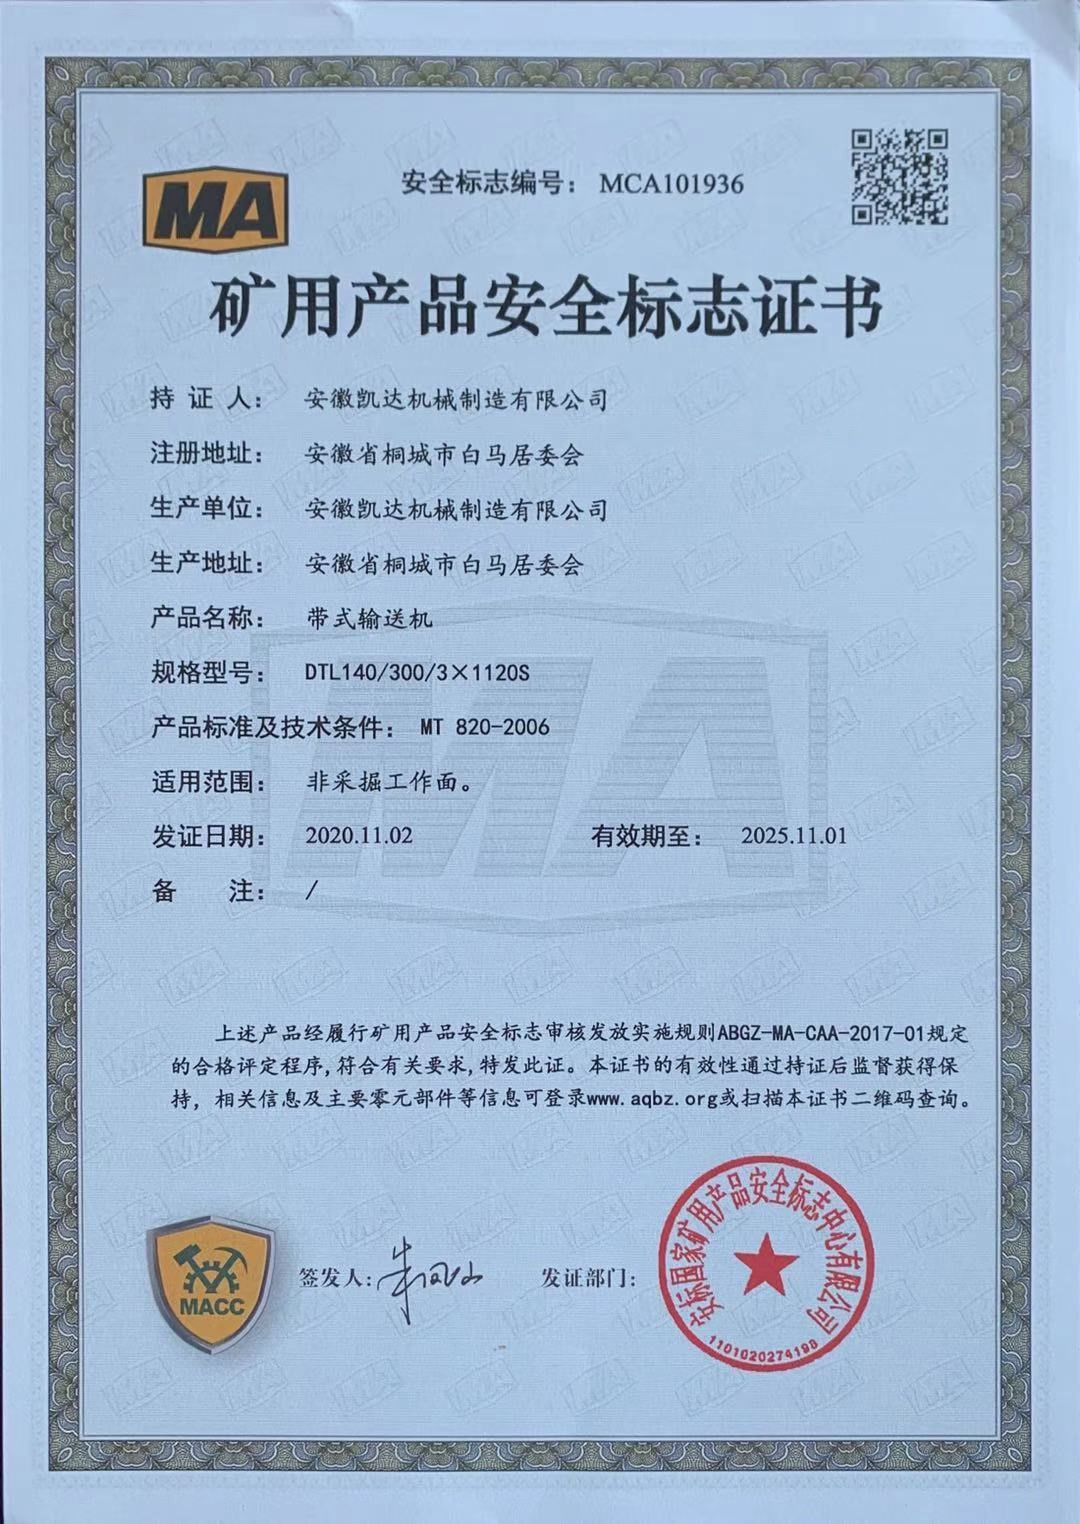 MA
安全标志编号： MCA101936
矿用产品安全标志证书
持 证 人： 安徽凯达机械制造有限公司
注册地址： 安徽省桐城市白马居委会
生产单位： 安徽凯达机械制造有限公司
生产地址： 安徽省桐城市白马居委会
产品名称： 带式输送机
规格型号： DTL140/300/3×1120S
产品标准及技术条件： MT 820-2006
适用范围： 非采掘工作面。
发证日期： 2020.11.02 有效期至： 2025.11.01
备 注： /
上述产品经履行矿用产品安全标志审核发放实施规则ABGZ-MA-CAA-2017-01规定
的合格评定程序,符合有关要求,特发此证。本证书的有效性通过持证后监督获得保
持，相关信息及主要零元部件等信息可登录www.aqbz.org或扫描本证书二维码查询。
MACC
签发人: 发证部门:
安标国家矿用产品安全标志中心有限公司
1101020274198